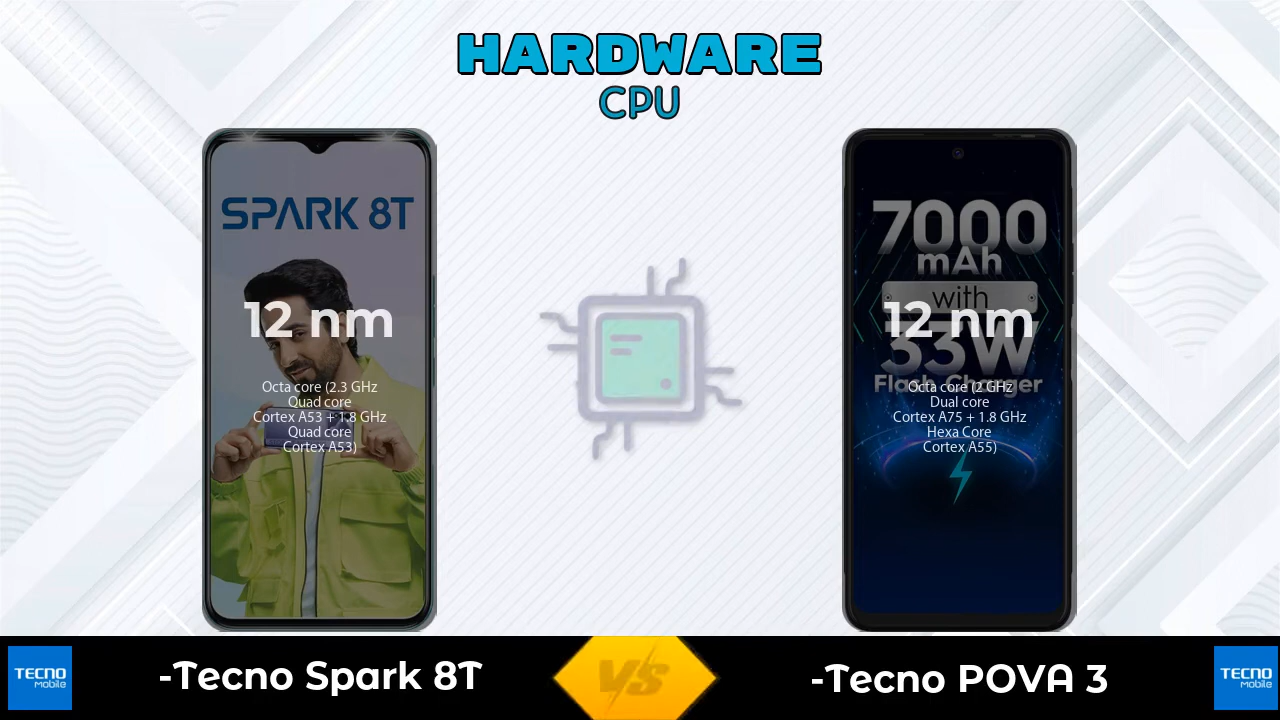 HARDWARE
CPU
SPARK 8T
12 nm
Octa core (2.3 GHz
Quad core
Cortex A53 + 1.8 GHz
Quad core
Cortex A53)
7000
mAh
with
33W
Flash Charger
12 nm
Octa core (2 GHz
Dual core
Cortex A75 + 1.8 GHz
Hexa Core
Cortex A55)
TECNO
mobile
-Tecno Spark 8T
VS
-Tecno POVA 3
TECNO
mobile